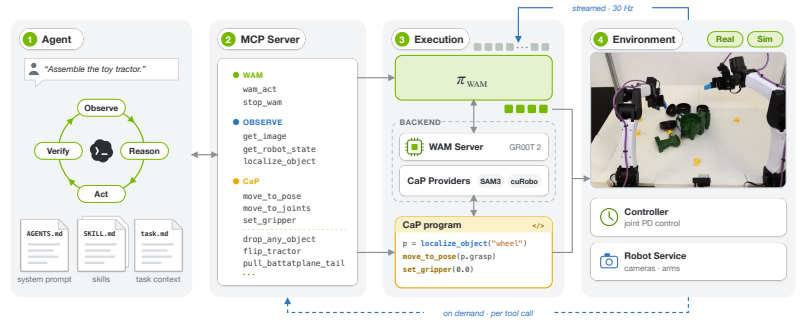 streamed · 30 Hz
1 Agent
"Assemble the toy tractor."
Observe
Verify
Reason
Act
AGENTS.md
SKILL.md
task.md
system prompt
skills
task context
2 MCP Server
WAM
wam_act
stop_wam
OBSERVE
get_image
get_robot_state
localize_object
CaP
move_to_pose
move_to_joints
set_gripper
drop_any_object
flip_tractor
pull_battatplane_tail
...
3 Execution
π WAM
BACKEND
WAM Server GR00T 2
CaP Providers SAM3 cuRobo
CaP program </>
p = localize_object("wheel")
move_to_pose(p.grasp)
set_gripper(0.0)
4 Environment
Real
Sim
Controller
joint PD control
Robot Service
cameras · arms
on demand · per tool call